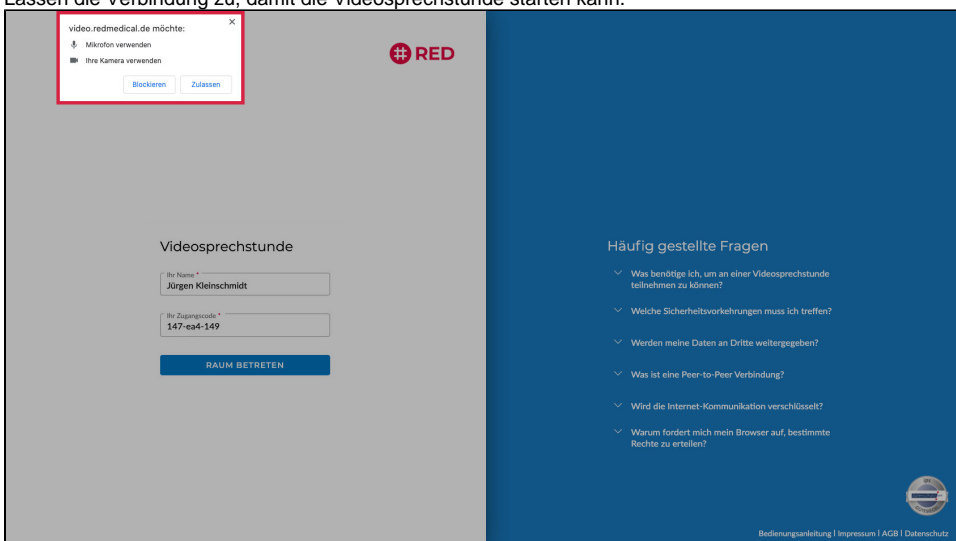 Lassen die Verbindung zu, damit die Videosprechstunde starten kann.
video.redmedical.de möchte:
Mikrofon verwenden
Ihre Kamera verwenden
Blockieren Zulassen
RED
Videosprechstunde
Ihr Name *
Jürgen Kleinschmidt
Ihr Zugangscode *
147-ea4-149
RAUM BETRETEN
Häufig gestellte Fragen
Was benötige ich, um an einer Videosprechstunde
teilnehmen zu können?
Welche Sicherheitsvorkehrungen muss ich treffen?
Werden meine Daten an Dritte weitergegeben?
Was ist eine Peer-to-Peer Verbindung?
Wird die Internet-Kommunikation verschlüsselt?
Warum fordert mich mein Browser auf, bestimmte
Rechte zu erteilen?
Bedienungsanleitung | Impressum | AGB | Datenschutz